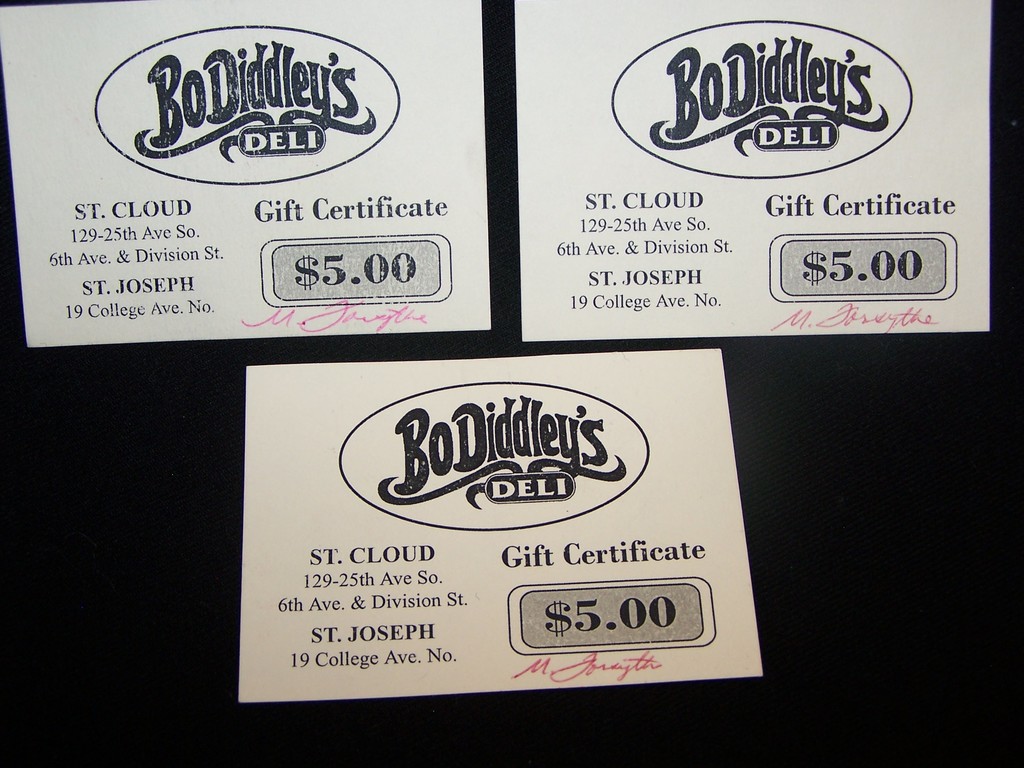 BoDiddley's
DELI
ST. CLOUD
129-25th Ave So.
6th Ave. & Division St.
ST. JOSEPH
19 College Ave. No.
Gift Certificate
$5.00
M. Forsythe
BoDiddley's
DELI
ST. CLOUD
129-25th Ave So.
6th Ave. & Division St.
ST. JOSEPH
19 College Ave. No.
Gift Certificate
$5.00
M. Forsythe
BoDiddley's
DELI
ST. CLOUD
129-25th Ave So.
6th Ave. & Division St.
ST. JOSEPH
19 College Ave. No.
Gift Certificate
$5.00
M. Forsythe